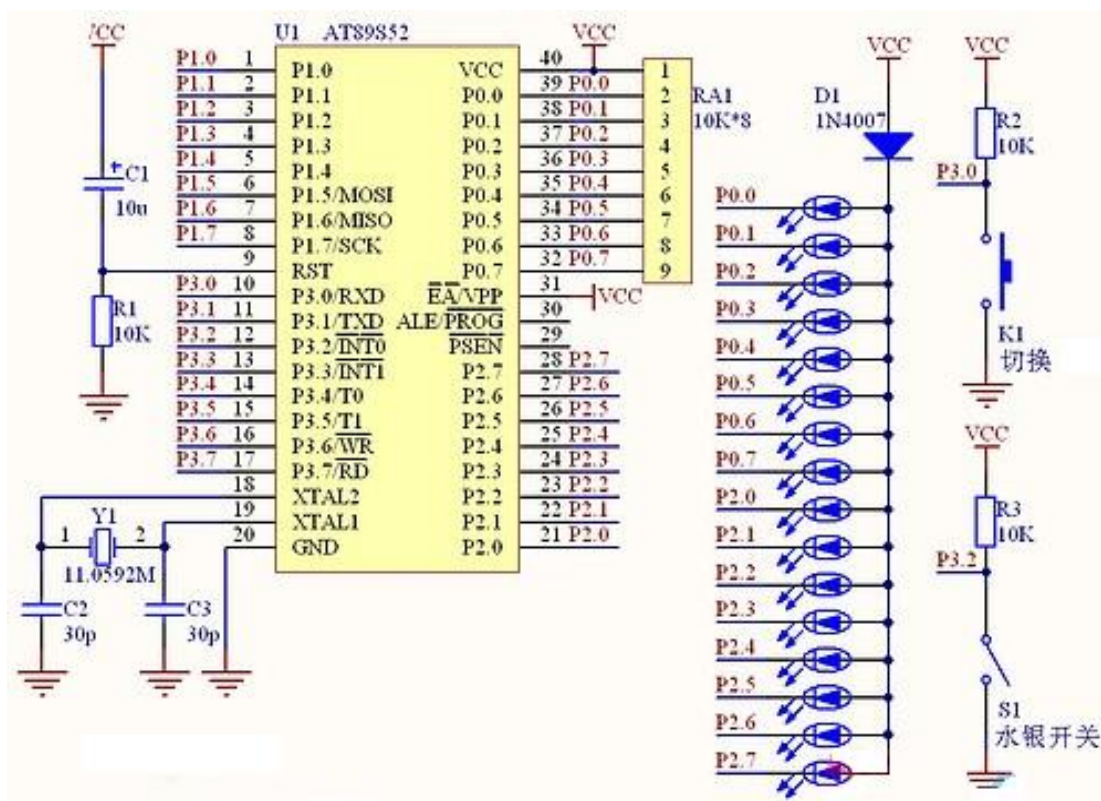 VCC
U1 AT89S52
P1.0 1 P1.0
P1.1 2 P1.1
P1.2 3 P1.2
P1.3 4 P1.3
P1.4 5 P1.4
P1.5 6 P1.5/MOSI
P1.6 7 P1.6/MISO
P1.7 8 P1.7/SCK
9 RST
P3.0 10 P3.0/RXD
P3.1 11 P3.1/TXD
P3.2 12 P3.2/INT0
P3.3 13 P3.3/INT1
P3.4 14 P3.4/T0
P3.5 15 P3.5/T1
P3.6 16 P3.6/WR
P3.7 17 P3.7/RD
18 XTAL2
19 XTAL1
20 GND
VCC
VCC 40 1
P0.0 39 P0.0 2
P0.1 38 P0.1 3
P0.2 37 P0.2 4
P0.3 36 P0.3 5
P0.4 35 P0.4 6
P0.5 34 P0.5 7
P0.6 33 P0.6 8
P0.7 32 P0.7 9
EA/VPP 31 VCC
ALE/PROG 30
PSEN 29
P2.7 28 P2.7
P2.6 27 P2.6
P2.5 26 P2.5
P2.4 25 P2.4
P2.3 24 P2.3
P2.2 23 P2.2
P2.1 22 P2.1
P2.0 21 P2.0
RA1
10K*8
+
C1
10u
R1
10K
1 Y1 2
11.0592M
C2
30p
C3
30p
VCC
D1
1N4007
P0.0
P0.1
P0.2
P0.3
P0.4
P0.5
P0.6
P0.7
P2.0
P2.1
P2.2
P2.3
P2.4
P2.5
P2.6
P2.7
VCC
R2
10K
P3.0
K1
切换
VCC
R3
10K
P3.2
S1
水银开关